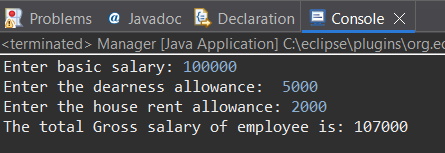 Problems Javadoc Declaration Console
<terminated> Manager [Java Application] C:\eclipse\plugins\org.ec
Enter basic salary: 100000
Enter the dearness allowance:  5000
Enter the house rent allowance: 2000
The total Gross salary of employee is: 107000